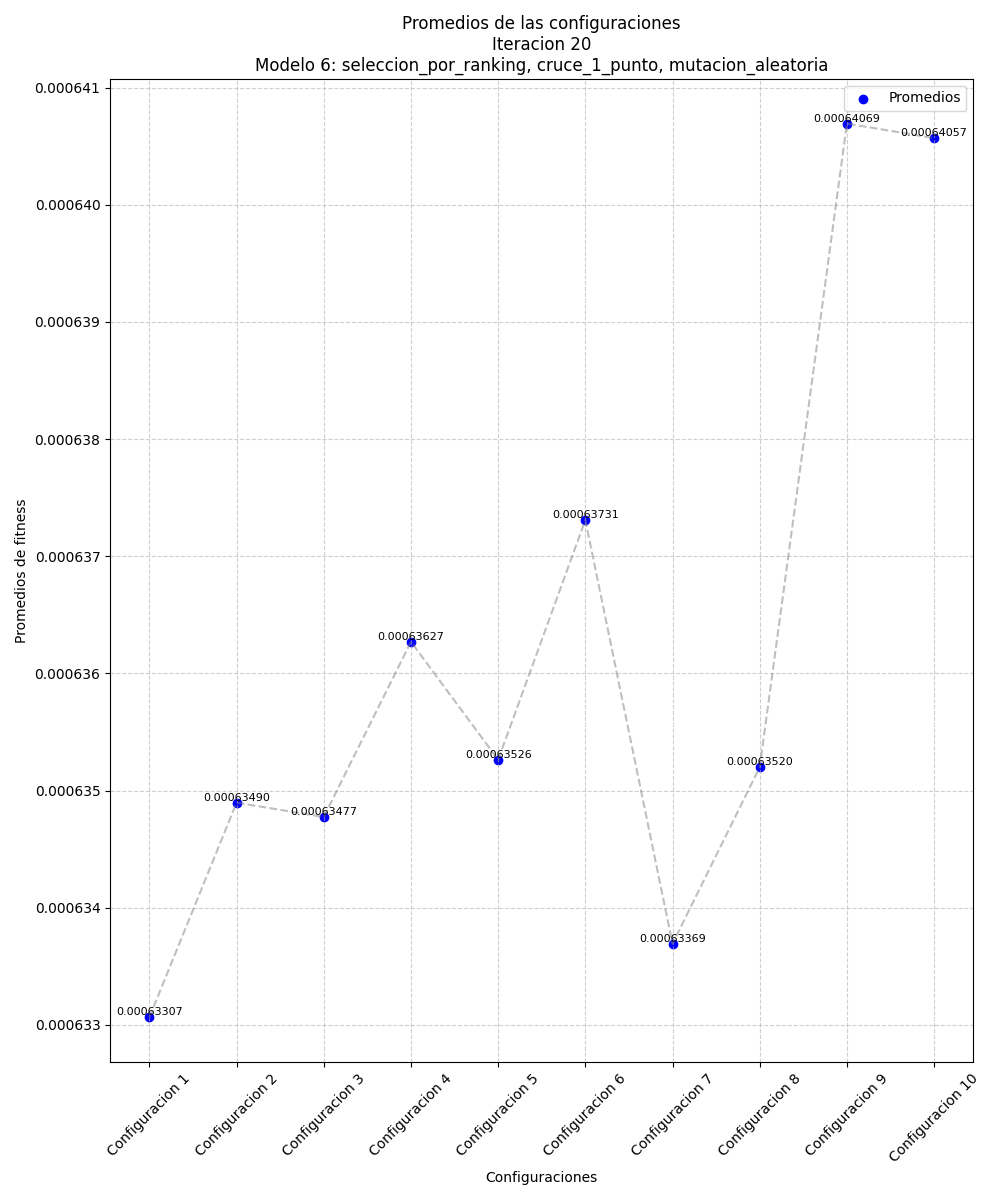 Promedios de las configuraciones
Iteracion 20
Modelo 6: seleccion_por_ranking, cruce_1_punto, mutacion_aleatoria
Promedios
0.000641
0.000640
0.000639
0.000638
0.000637
0.000636
0.000635
0.000634
0.000633
Promedios de fitness
0.00063307
0.00063490
0.00063477
0.00063627
0.00063526
0.00063731
0.00063369
0.00063520
0.00064069
0.00064057
Configuracion 1
Configuracion 2
Configuracion 3
Configuracion 4
Configuracion 5
Configuracion 6
Configuracion 7
Configuracion 8
Configuracion 9
Configuracion 10
Configuraciones